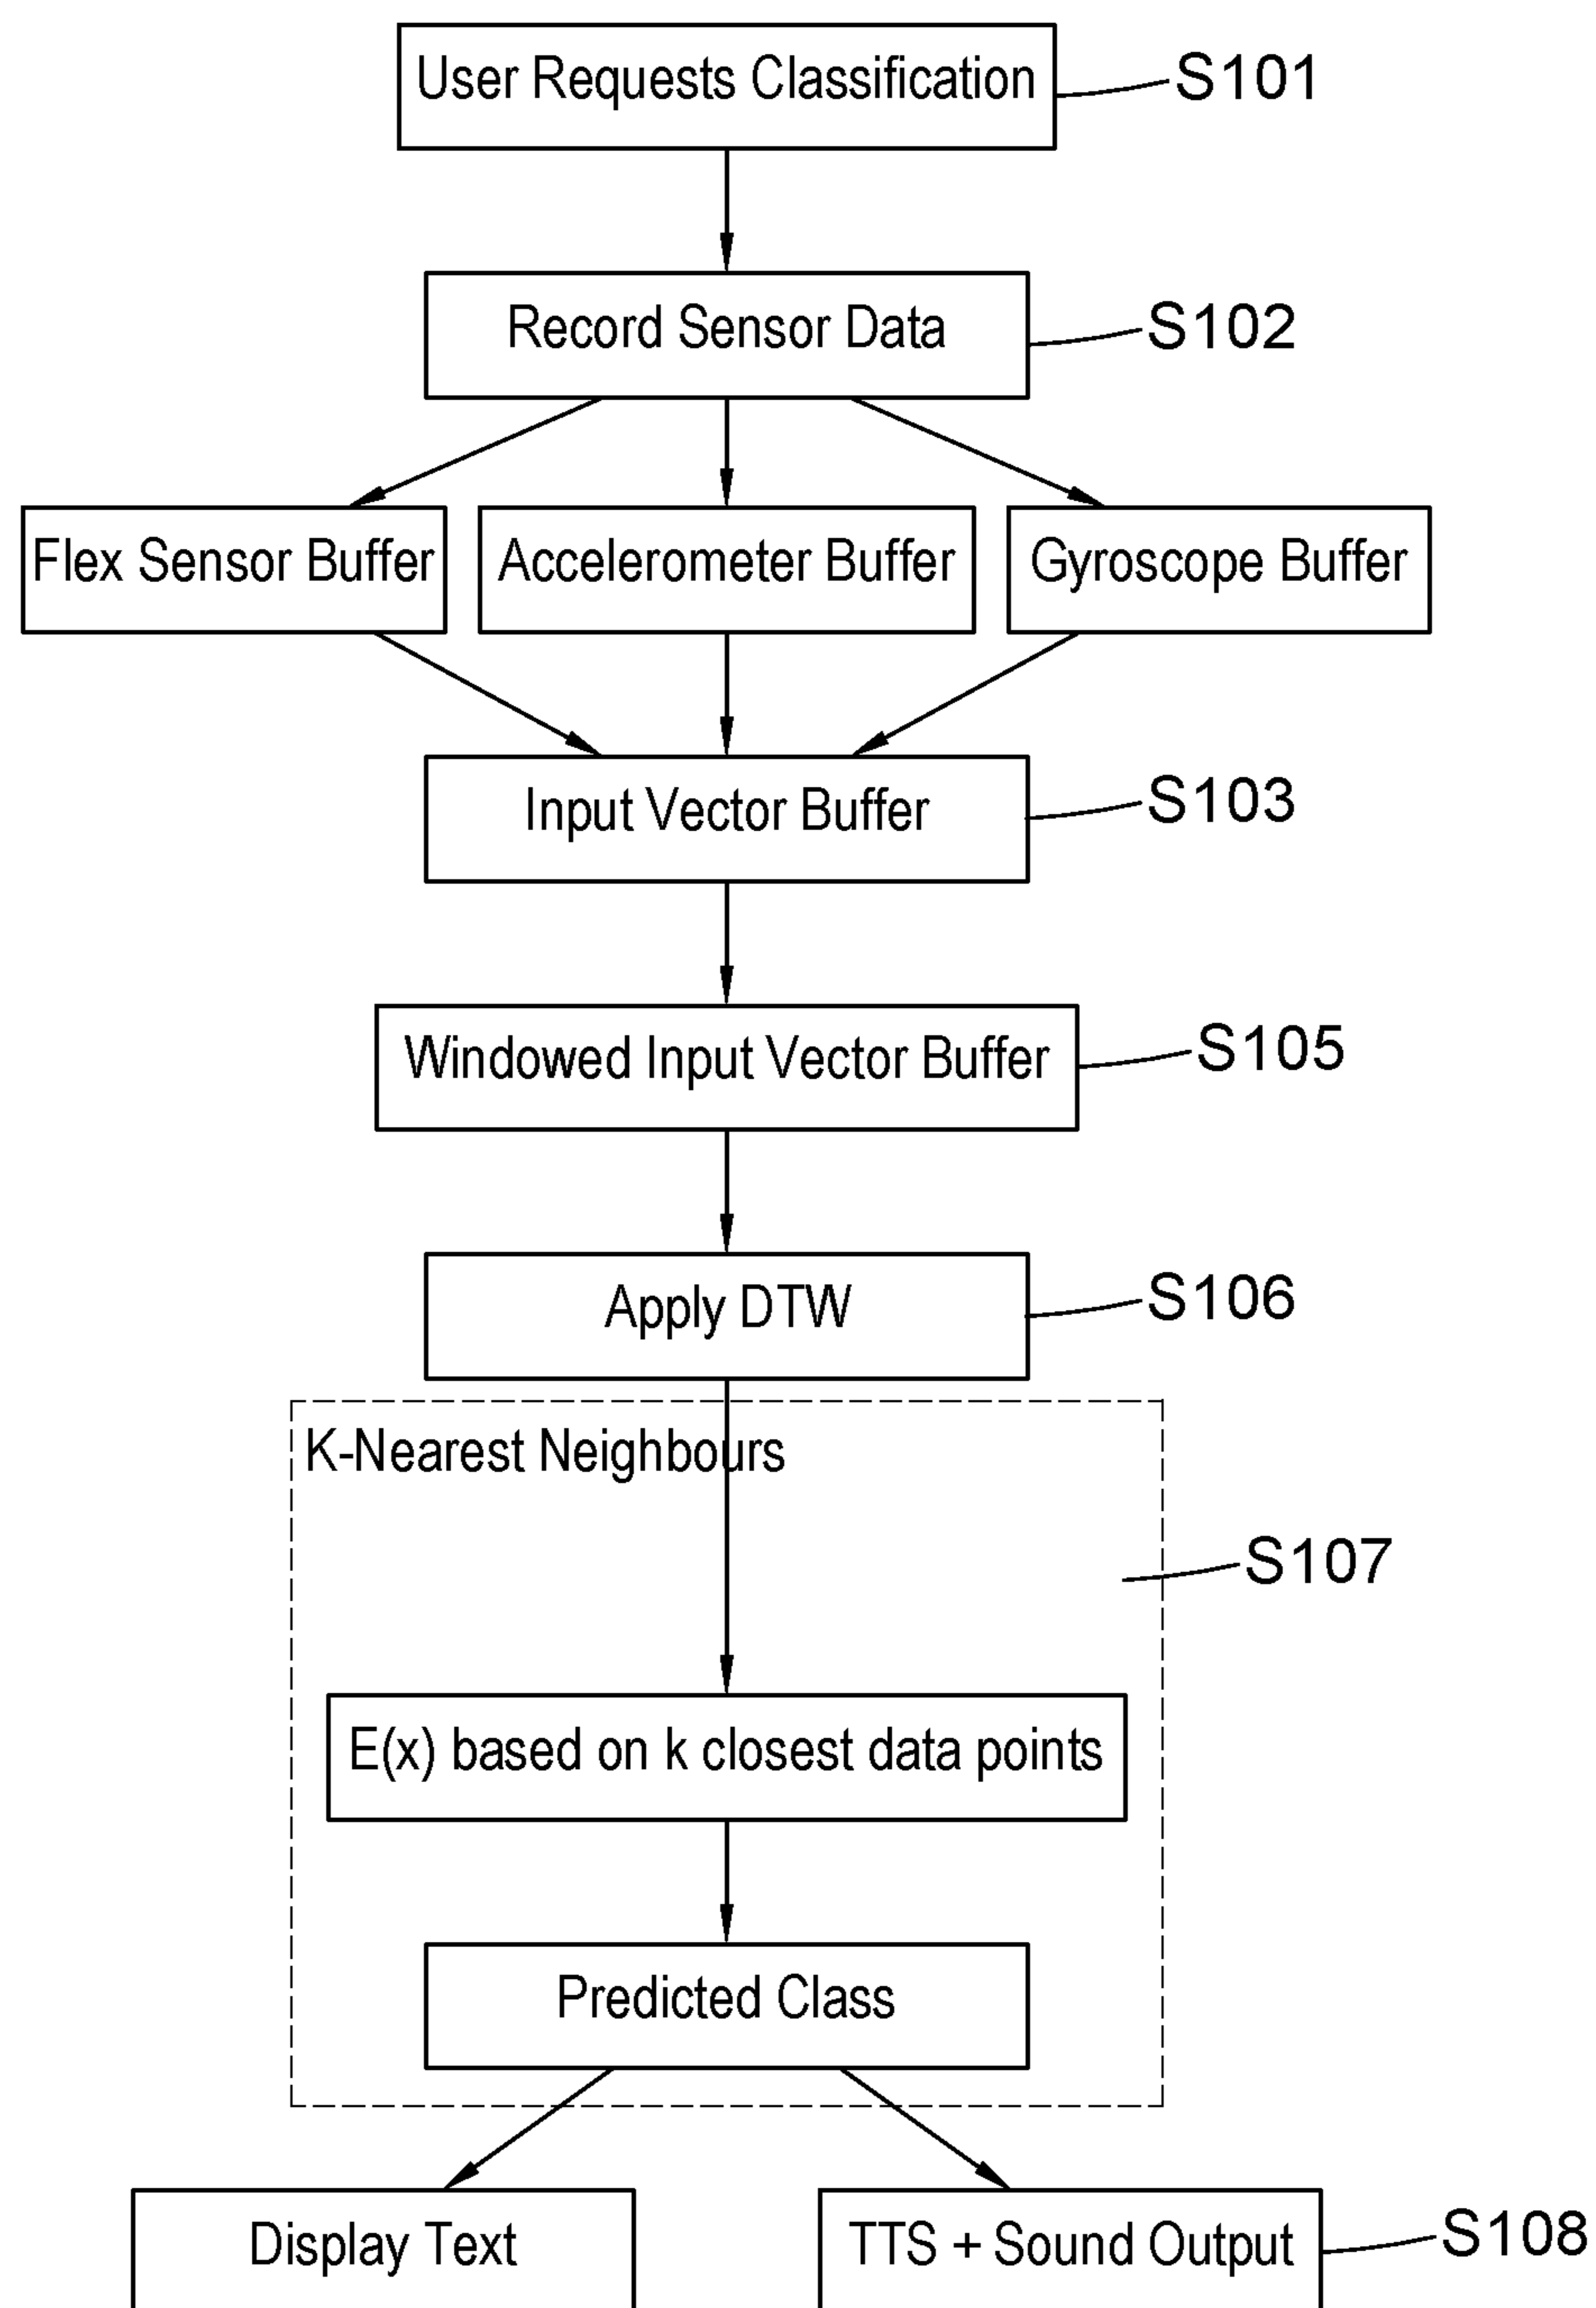 User Requests Classification
S101
Record Sensor Data
S102
Flex Sensor Buffer
Accelerometer Buffer
Gyroscope Buffer
Input Vector Buffer
S103
Windowed Input Vector Buffer
S105
Apply DTW
S106
K-Nearest Neighbours
S107
E(x) based on k closest data points
Predicted Class
Display Text
TTS + Sound Output
S108